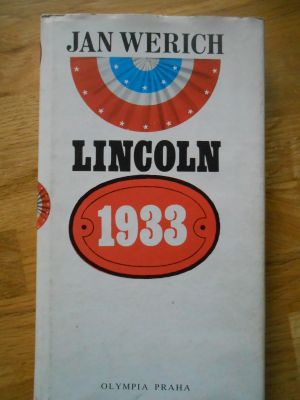 JAN WERICH
LINCOLN
1933
OLYMPIA PRAHA